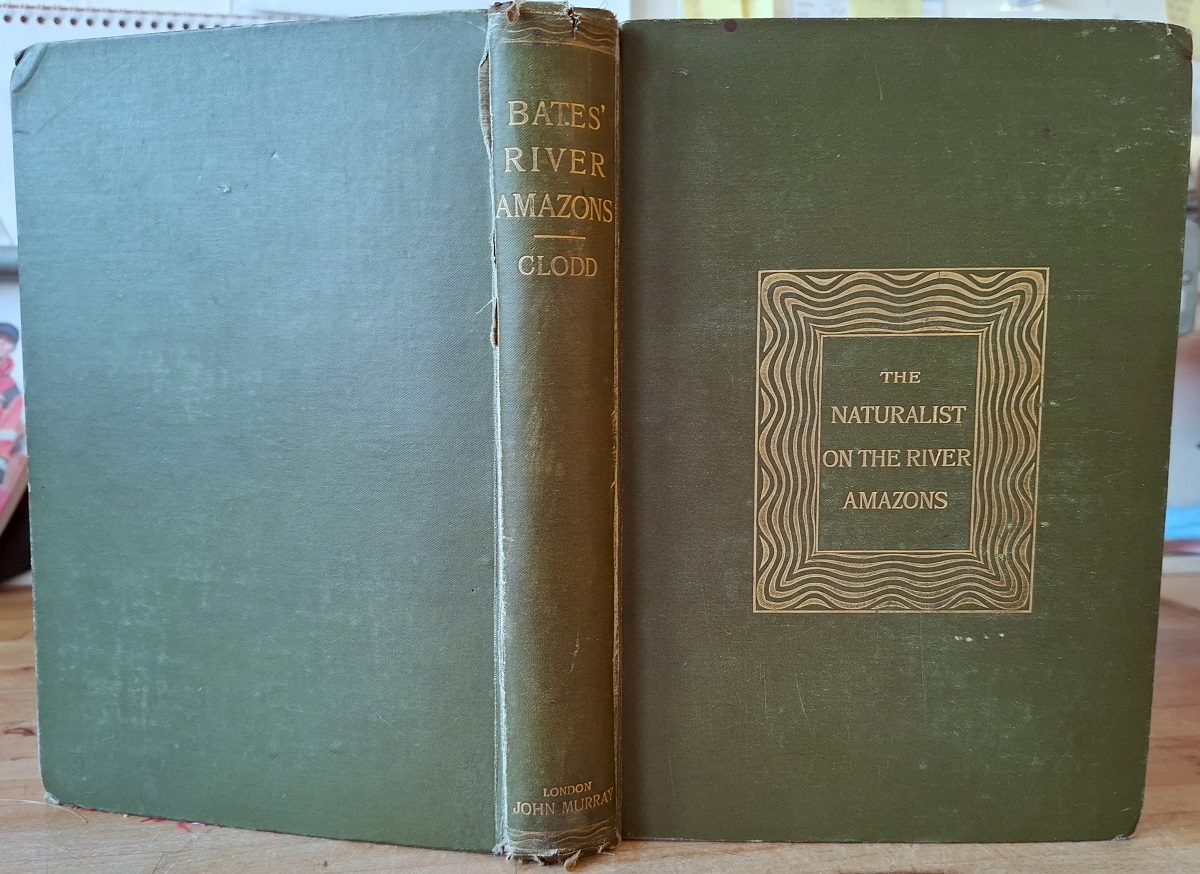 BATES'
RIVER
AMAZONS
CLODD
LONDON
JOHN MURRAY
THE
NATURALIST
ON THE RIVER
AMAZONS